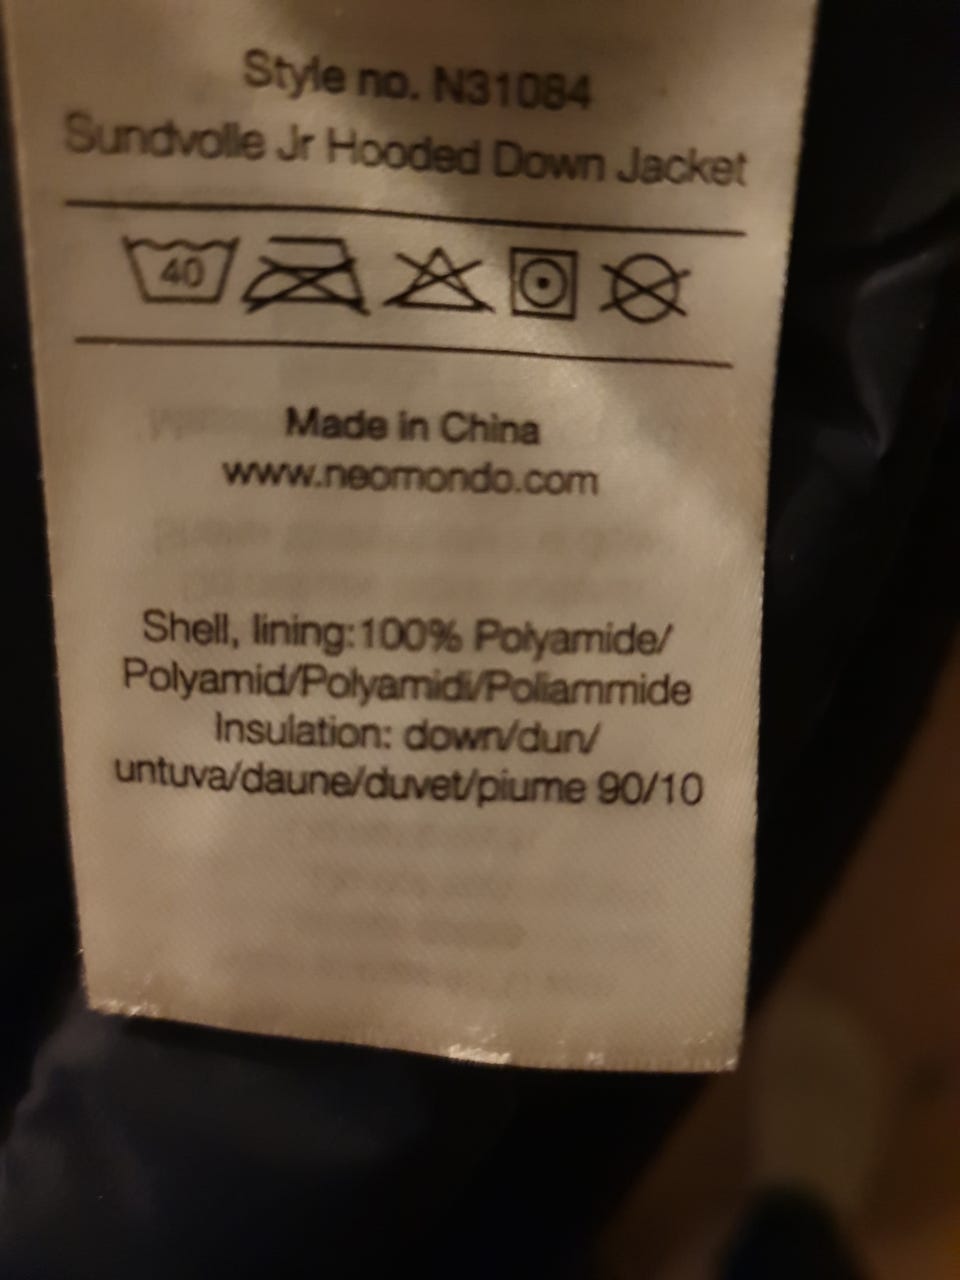 Style no. N31084
Sundvolle Jr Hooded Down Jacket
40
Made in China
www.neomondo.com
Shell, lining:100% Polyamide/
Polyamid/Polyamidi/Poliammide
Insulation: down/dun/
untuva/daune/duvet/piume 90/10